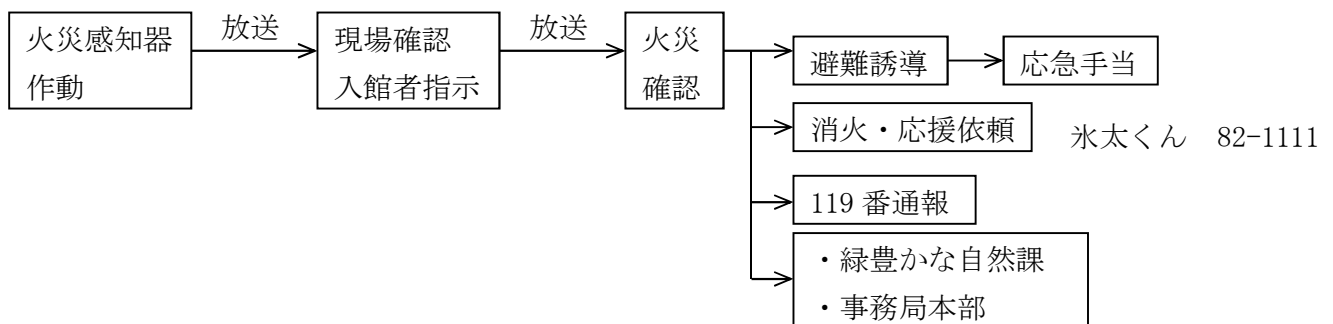 火災感知器
作動
放送
現場確認
入館者指示
放送
火災
確認
避難誘導
応急手当
消火・応援依頼
氷太くん 82-1111
119 番通報
・緑豊かな自然課
・事務局本部